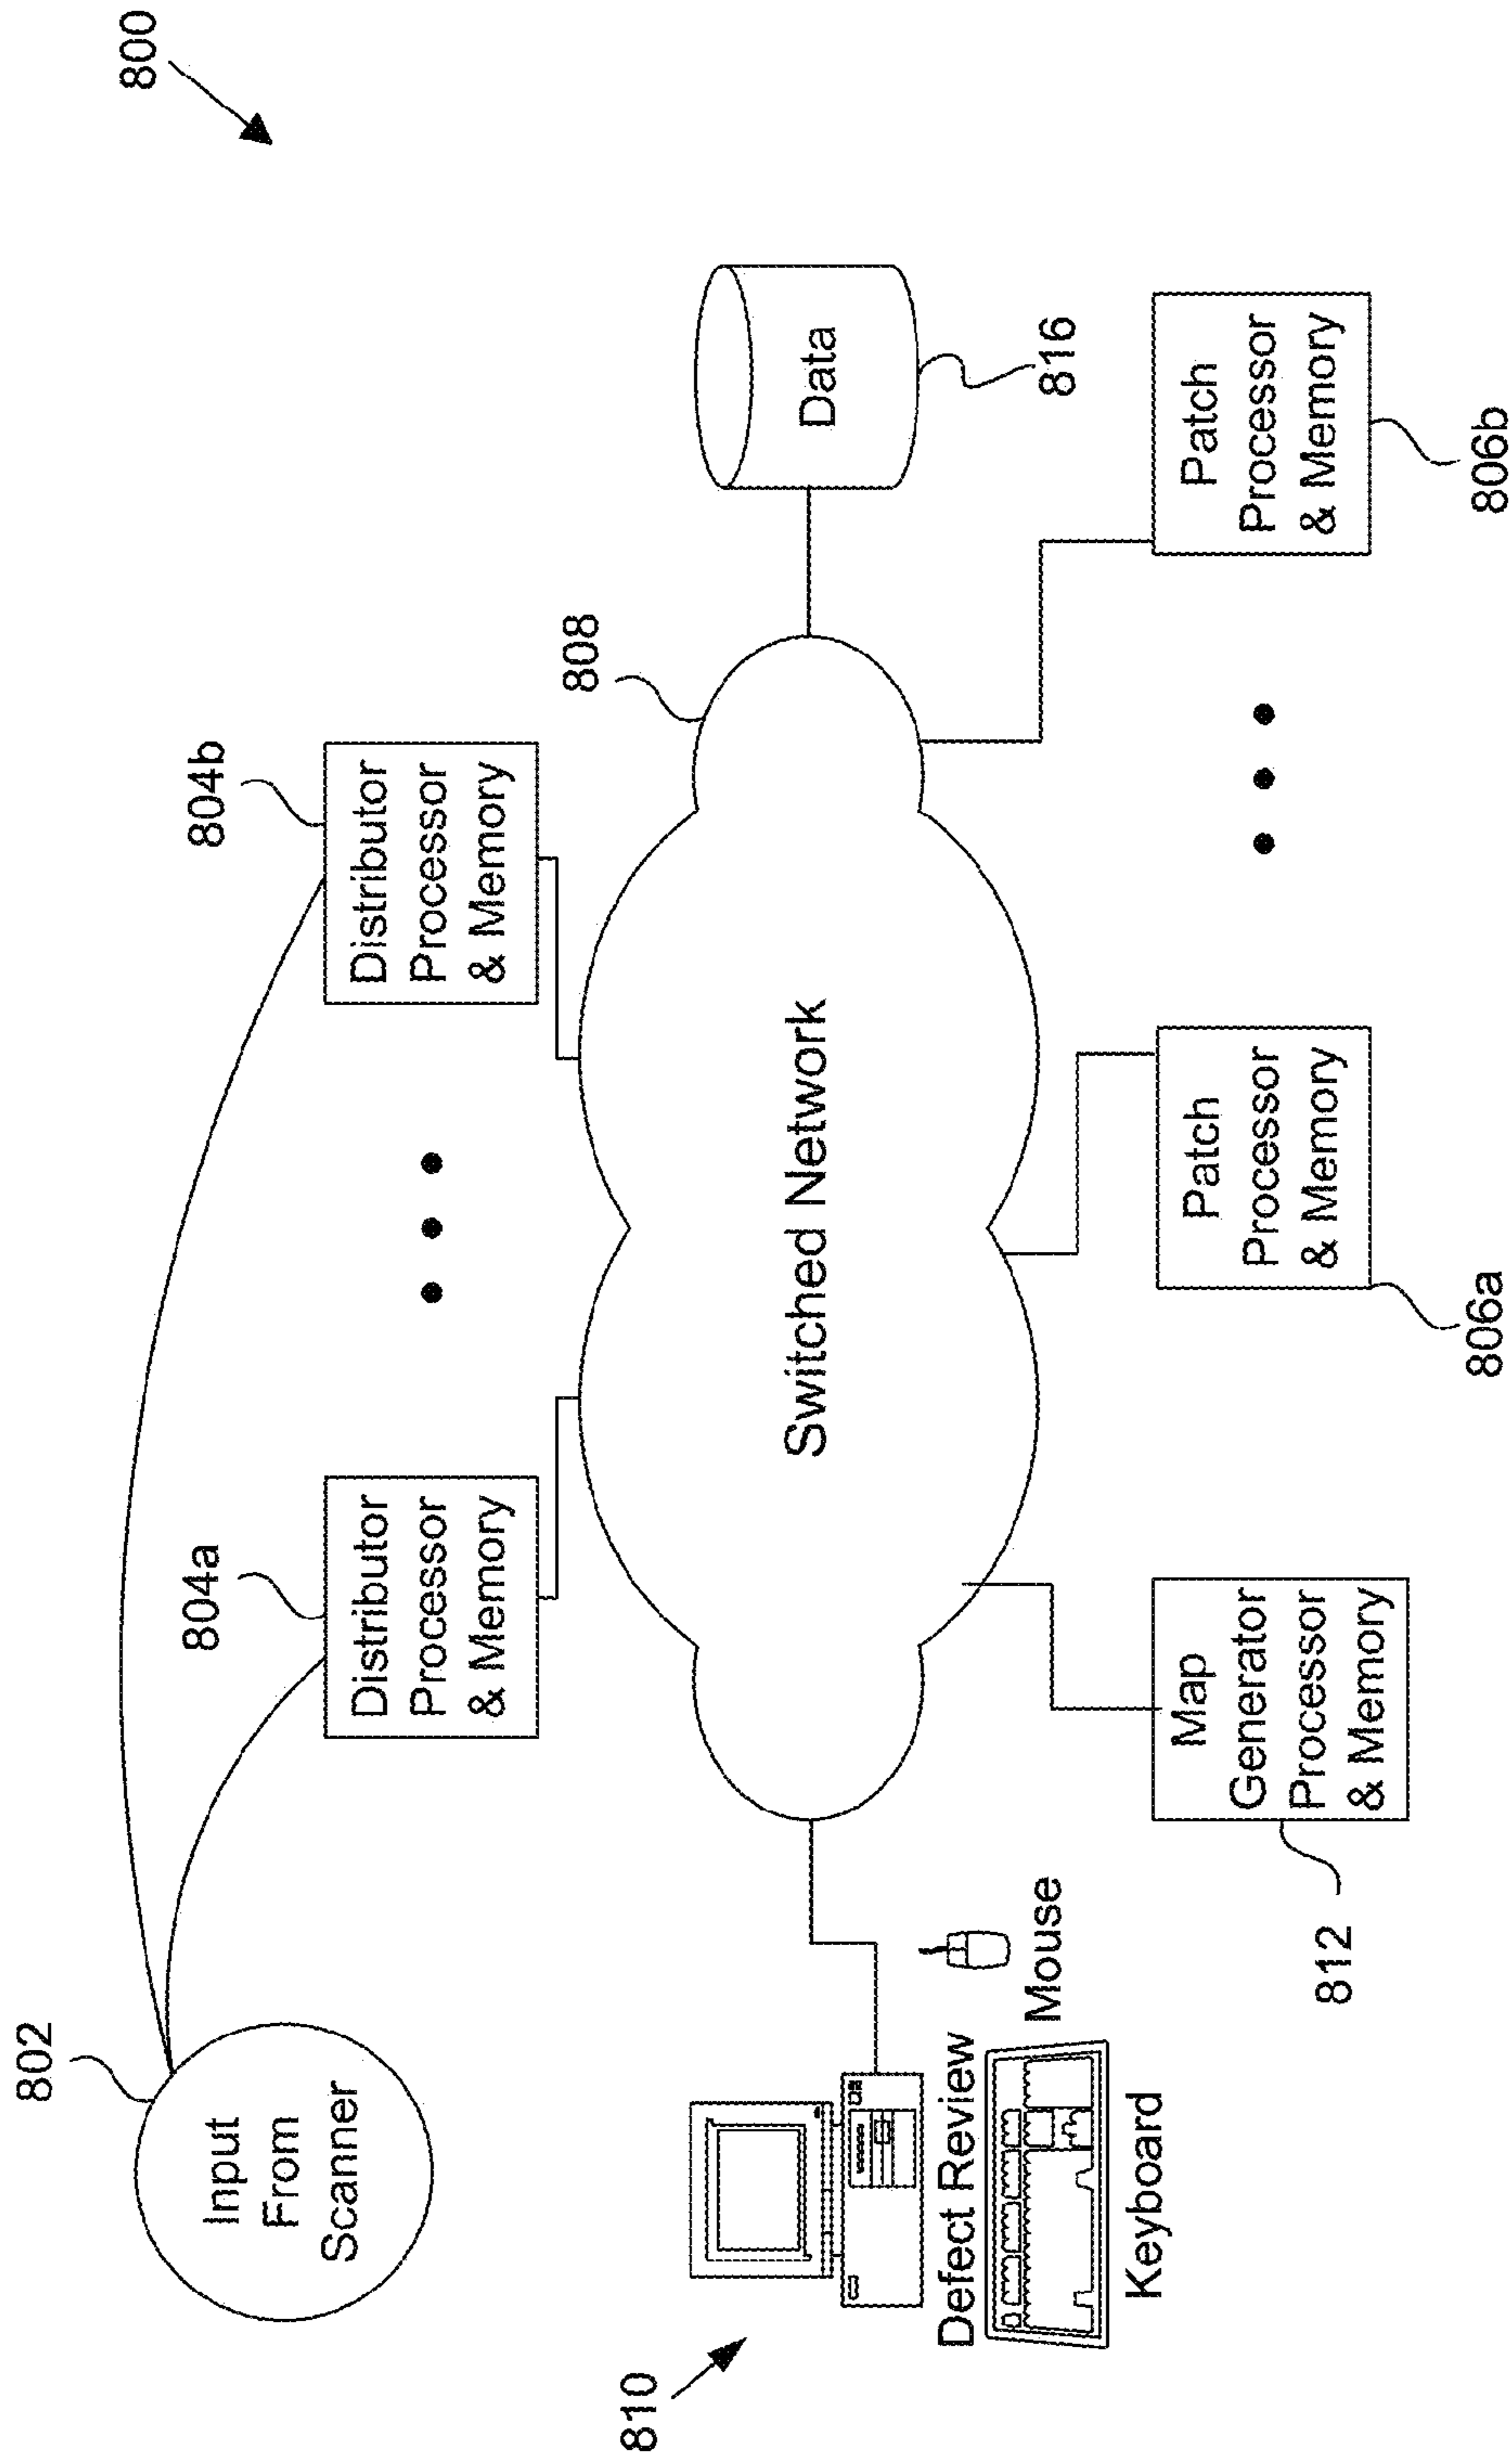 800
802
Input
From
Scanner
804a
Distributor
Processor
& Memory
804b
Distributor
Processor
& Memory
808
Switched Network
Data
816
810
Defect Review
Mouse
Keyboard
812
Map
Generator
Processor
& Memory
Patch
Processor
& Memory
806a
Patch
Processor
& Memory
806b